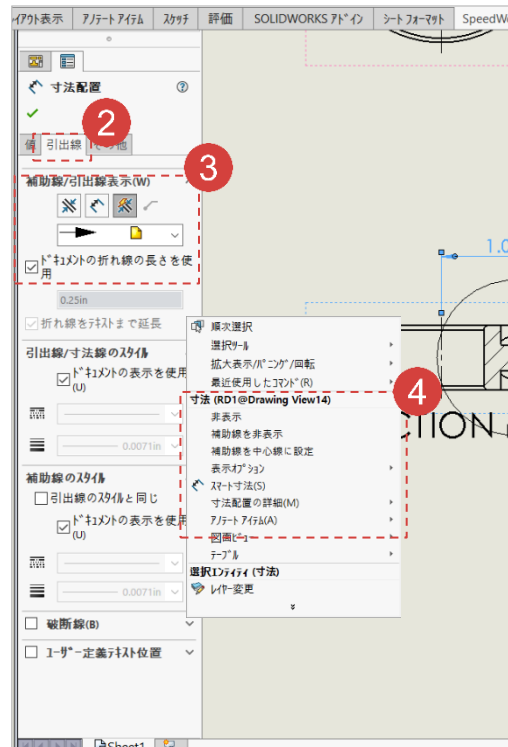 イアウト表示 アノテート アイテム スケッチ 評価 SOLIDWORKS アドイン シート フォーマット SpeedWo
寸法配置
2
値 引出線 その他
3
補助線/引出線表示(W)
ドキュメントの折れ線の長さを使
用
0.25in
折れ線をテキストまで延長
引出線/寸法線のスタイル
ドキュメントの表示を使用
(U)
0.0071in
補助線のスタイル
引出線のスタイルと同じ
ドキュメントの表示を使用
(U)
0.0071in
破断線(B)
ユーザー定義テキスト位置
順次選択
選択ツール
拡大表示/パニング/回転
最近使用したコマンド(R)
寸法 (RD1@Drawing View14)
4
非表示
補助線を非表示
補助線を中心線に設定
表示オプション
スマート寸法(S)
寸法配置の詳細(M)
アノテート アイテム(A)
図面ビュー
テーブル
選択エンティティ (寸法)
レイヤー変更
1.0
CTION
Sheet1